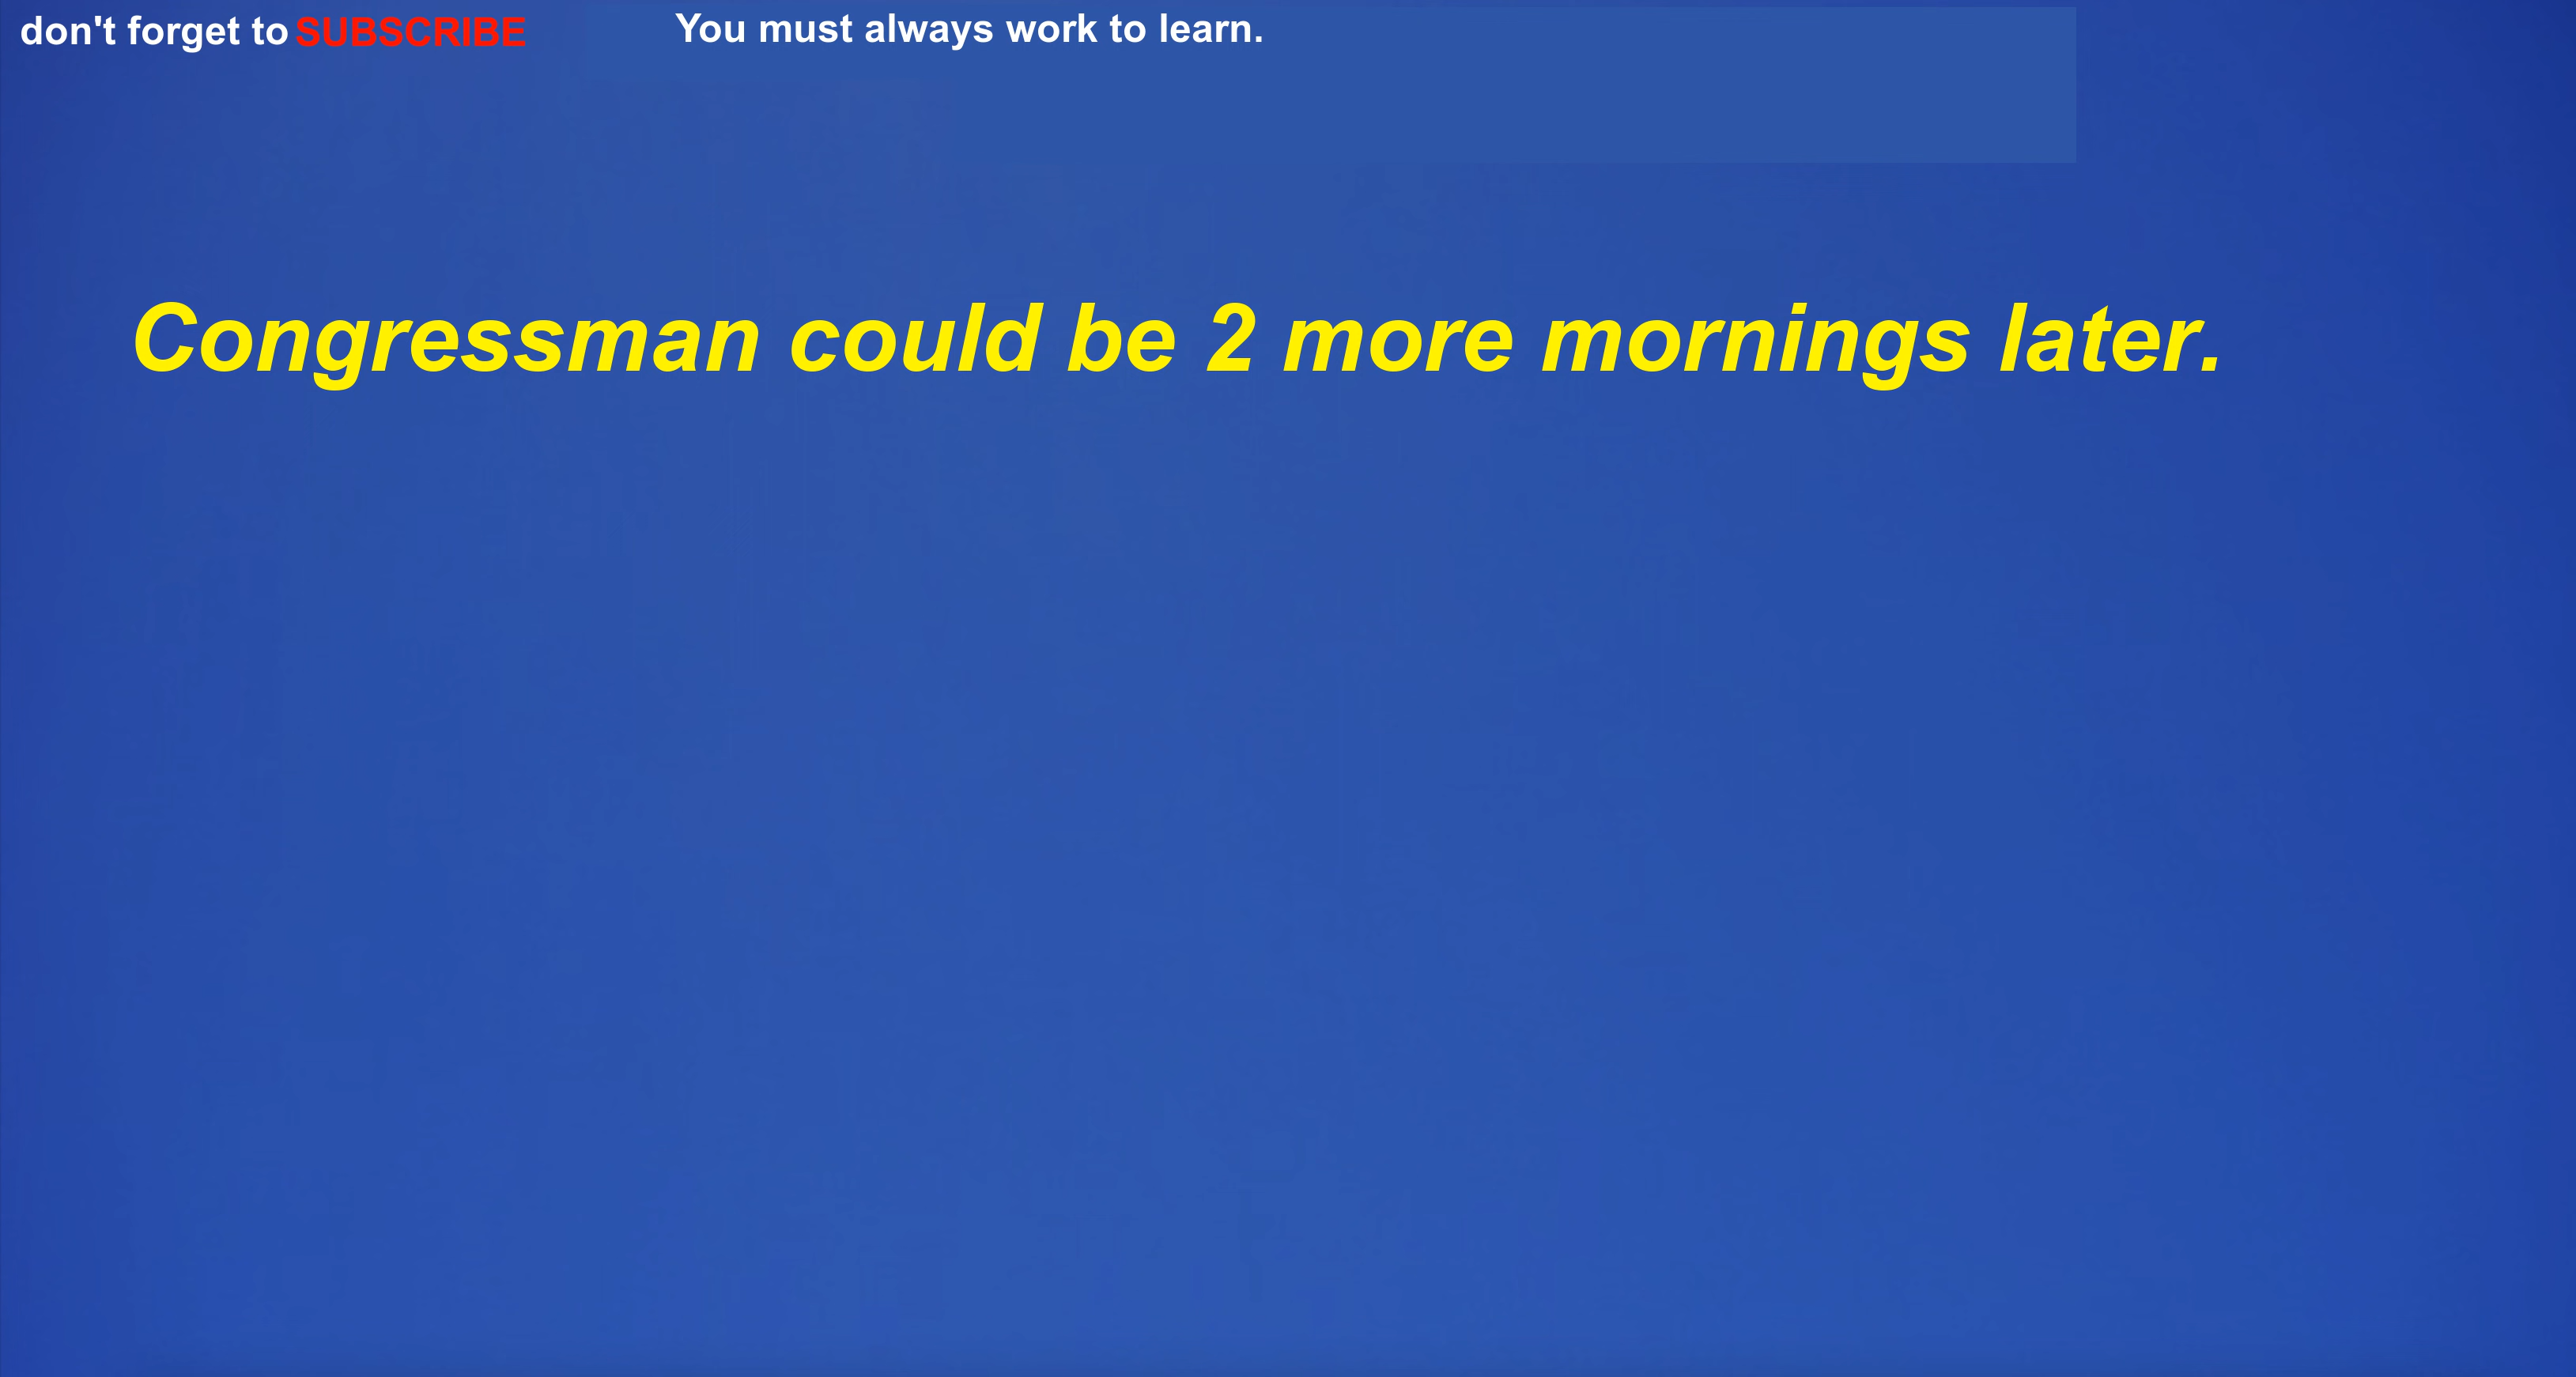 don't forget to SUBSCRIBE
You must always work to learn.
Congressman could be 2 more mornings later.